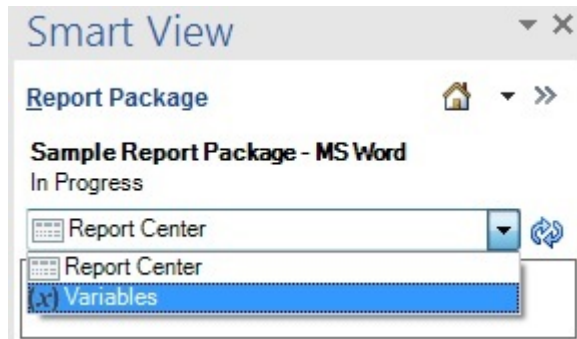 Smart View
Report Package
Sample Report Package - MS Word
In Progress
Report Center
Report Center
(x) Variables